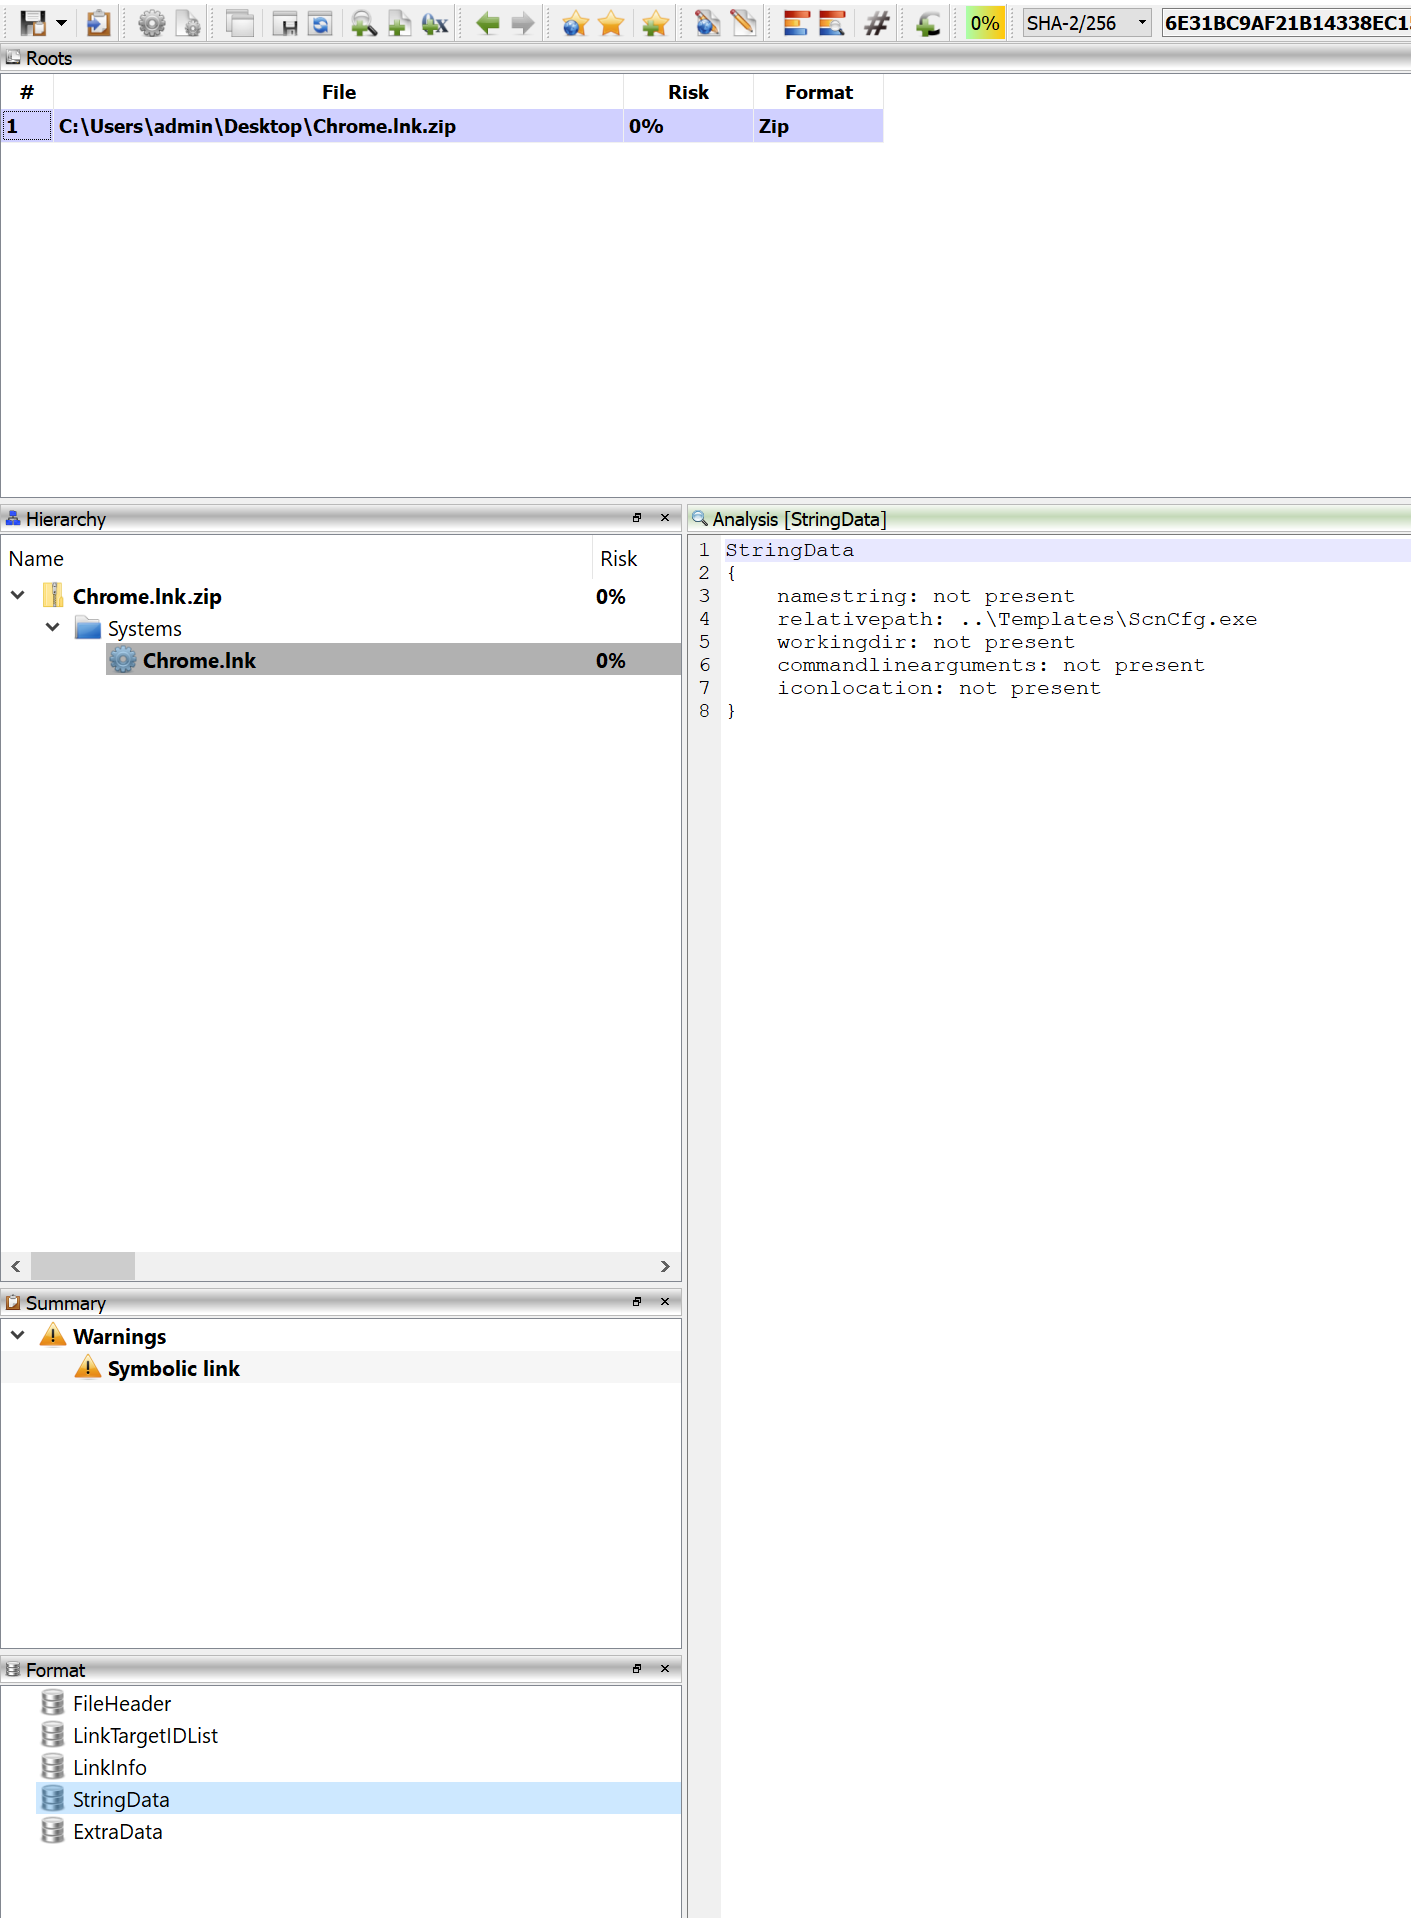 0% SHA-2/256 6E31BC9AF21B14338EC1
Roots
# File Risk Format
1 C:\Users\admin\Desktop\Chrome.lnk.zip 0% Zip
Hierarchy
Name Risk
Chrome.lnk.zip 0%
Systems
Chrome.lnk 0%
Summary
Warnings
Symbolic link
Format
FileHeader
LinkTargetIDList
LinkInfo
StringData
ExtraData
Analysis [StringData]
1 StringData
2 {
3 namestring: not present
4 relativepath: ..\Templates\ScnCfg.exe
5 workingdir: not present
6 commandlinearguments: not present
7 iconlocation: not present
8 }